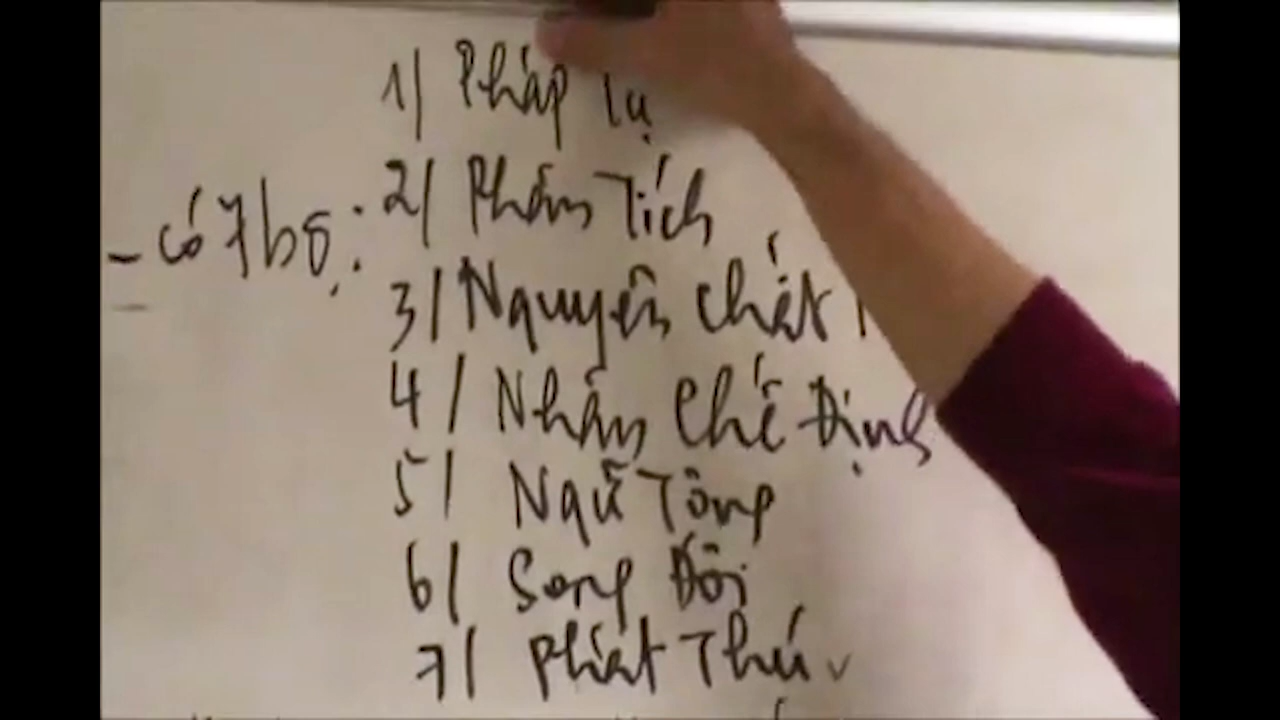 1/ Pháp Tụ
- có 7 bộ: 2/ Phân Tích
3/ Nguyên Chất
4/ Nhân Chế Định
5/ Ngữ Tông
6/ Song Đối
7/ Phát Thú